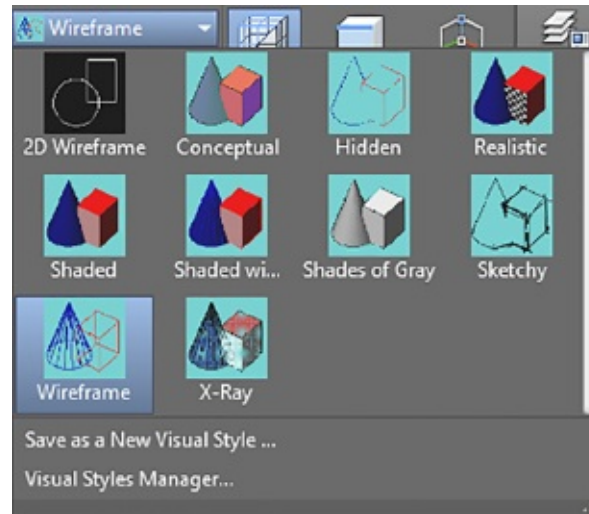 Wireframe
2D Wireframe Conceptual Hidden Realistic
Shaded Shaded wi... Shades of Gray Sketchy
Wireframe X-Ray
Save as a New Visual Style ...
Visual Styles Manager...